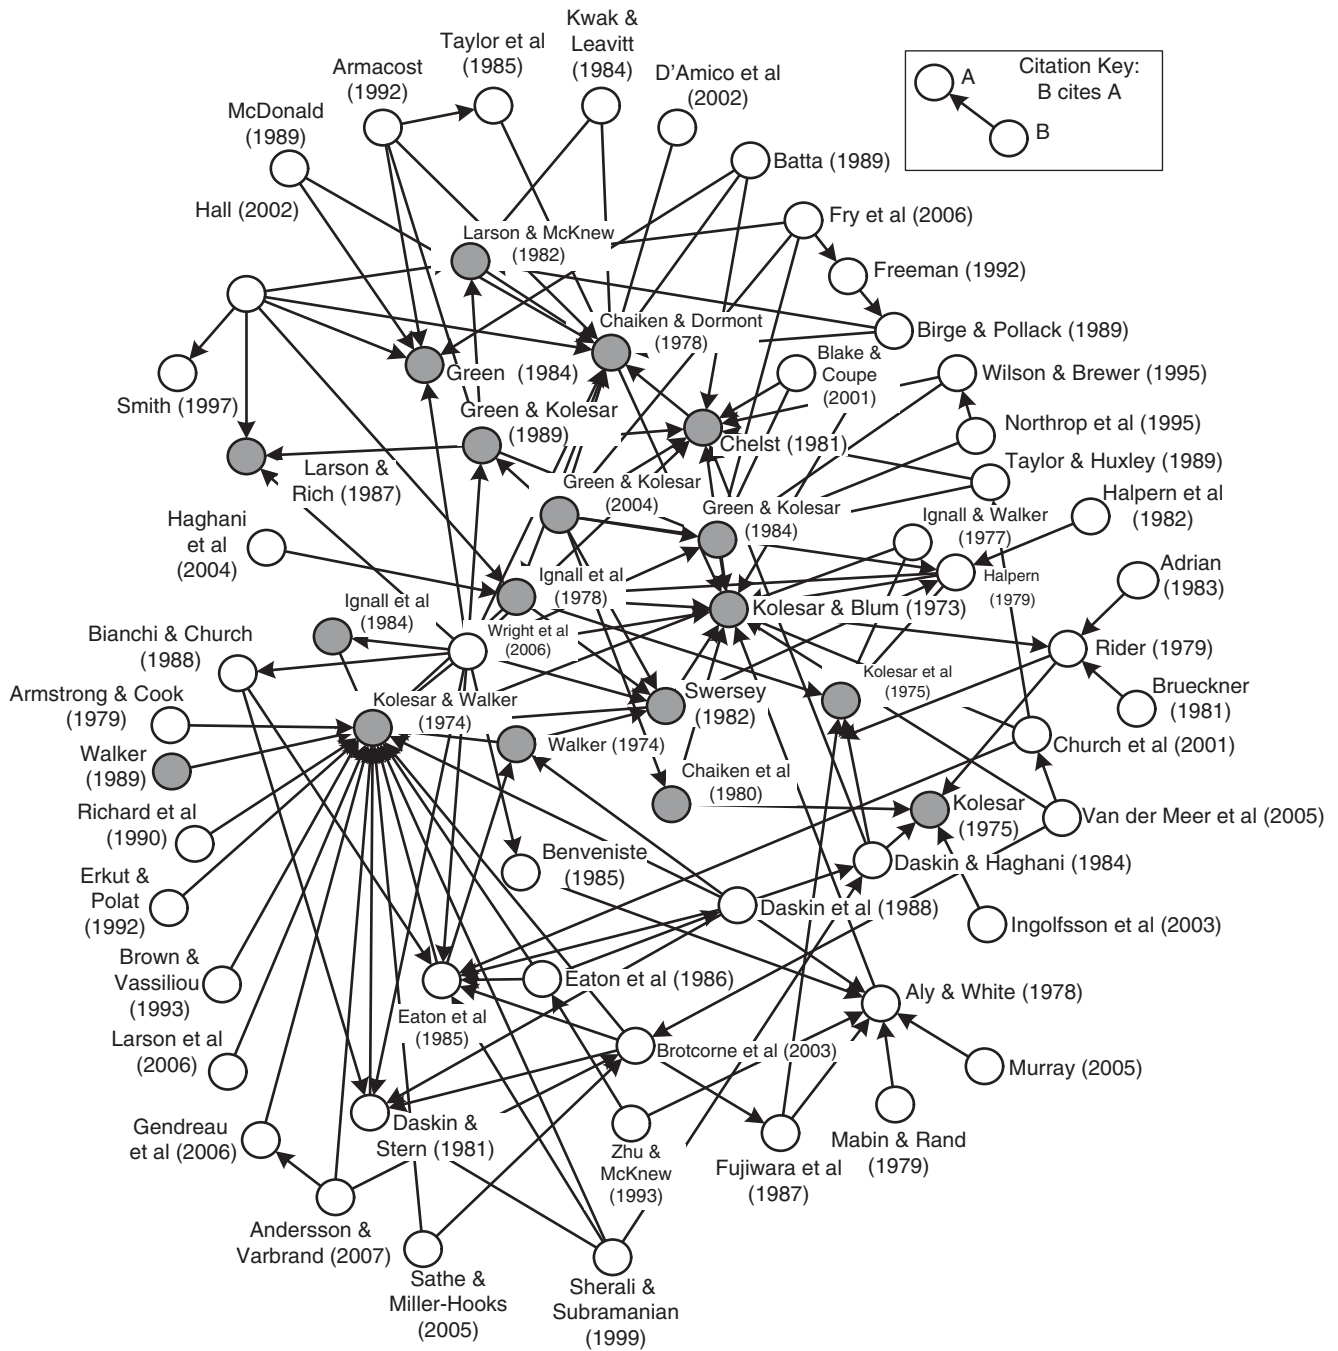 Kwak &
Leavitt
(1984)
Taylor et al
(1985)
Armacost
(1992)
D'Amico et al
(2002)
McDonald
(1989)
Citation Key:
B cites A
A
B
Batta (1989)
Hall (2002)
Fry et al (2006)
Larson & McKnew
(1982)
Freeman (1992)
Chaiken & Dormont
(1978)
Birge & Pollack (1989)
Blake &
Coupe
(2001)
Green (1984)
Wilson & Brewer (1995)
Smith (1997)
Green & Kolesar
(1989)
Chelst (1981)
Northrop et al (1995)
Larson &
Rich (1987)
Taylor & Huxley (1989)
Green & Kolesar
(2004)
Green & Kolesar
(1984)
Ignall & Walker
(1977)
Halpern et al
(1982)
Haghani
et al
(2004)
Ignall et al
(1978)
Halpern
(1979)
Adrian
(1983)
Ignall et al
(1984)
Kolesar & Blum (1973)
Bianchi & Church
(1988)
Wright et al
(2006)
Rider (1979)
Armstrong & Cook
(1979)
Kolesar & Walker
(1974)
Swersey
(1982)
Kolesar et al
(1975)
Brueckner
(1981)
Walker
(1989)
Walker (1974)
Church et al (2001)
Chaiken et al
(1980)
Richard et al
(1990)
Kolesar
(1975)
Van der Meer et al (2005)
Benveniste
(1985)
Daskin & Haghani (1984)
Erkut &
Polat
(1992)
Daskin et al (1988)
Ingolfsson et al (2003)
Brown &
Vassiliou
(1993)
Eaton et al (1986)
Aly & White (1978)
Eaton et al
(1985)
Larson et al
(2006)
Brotcorne et al (2003)
Murray (2005)
Gendreau
et al (2006)
Daskin &
Stern (1981)
Zhu &
McKnew
(1993)
Mabin & Rand
(1979)
Fujiwara et al
(1987)
Andersson &
Varbrand (2007)
Sathe &
Miller-Hooks
(2005)
Sherali &
Subramanian
(1999)